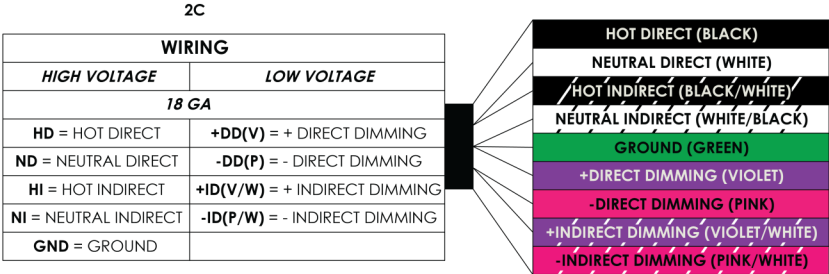 2C
WIRING
HIGH VOLTAGE LOW VOLTAGE
18 GA
HD = HOT DIRECT +DD(V) = + DIRECT DIMMING
ND = NEUTRAL DIRECT -DD(P) = - DIRECT DIMMING
HI = HOT INDIRECT +ID(V/W) = + INDIRECT DIMMING
NI = NEUTRAL INDIRECT -ID(P/W) = - INDIRECT DIMMING
GND = GROUND
HOT DIRECT (BLACK)
NEUTRAL DIRECT (WHITE)
HOT INDIRECT (BLACK/WHITE)
NEUTRAL INDIRECT (WHITE/BLACK)
GROUND (GREEN)
+DIRECT DIMMING (VIOLET)
-DIRECT DIMMING (PINK)
+INDIRECT DIMMING (VIOLET/WHITE)
-INDIRECT DIMMING (PINK/WHITE)